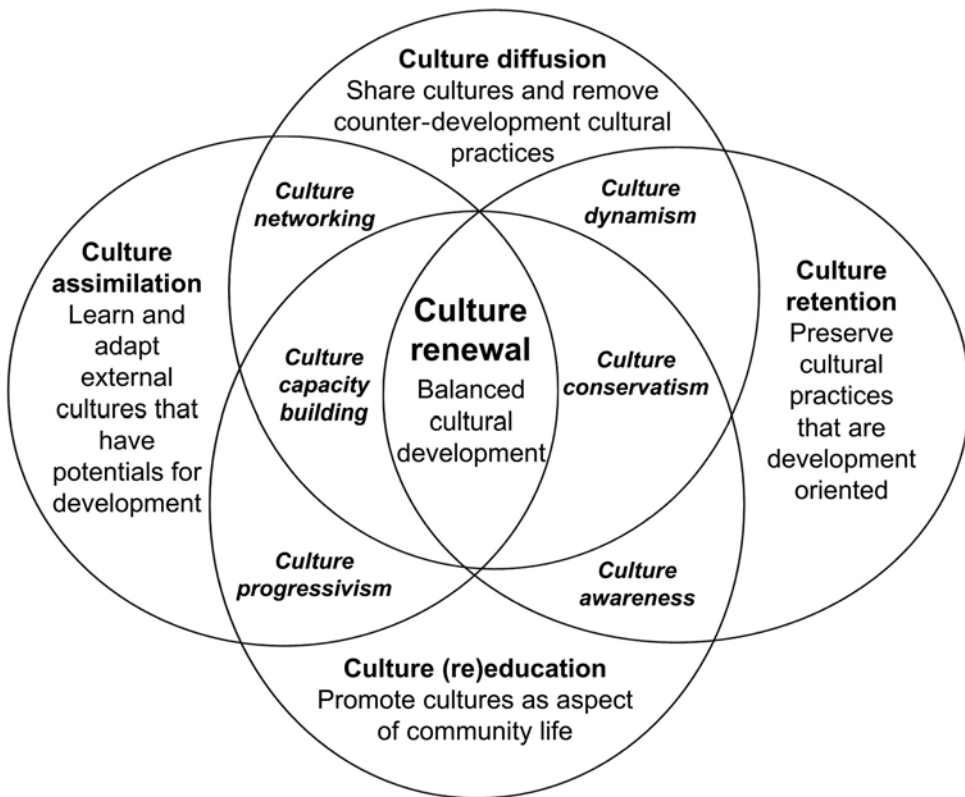 Culture diffusion
Share cultures and remove
counter-development cultural
practices
Culture
networking
Culture
dynamism
Culture
assimilation
Learn and
adapt
external
cultures that
have
potentials for
development
Culture
capacity
building
Culture
renewal
Balanced
cultural
development
Culture
conservatism
Culture
retention
Preserve
cultural
practices
that are
development
oriented
Culture
progressivism
Culture
awareness
Culture (re)education
Promote cultures as aspect
of community life